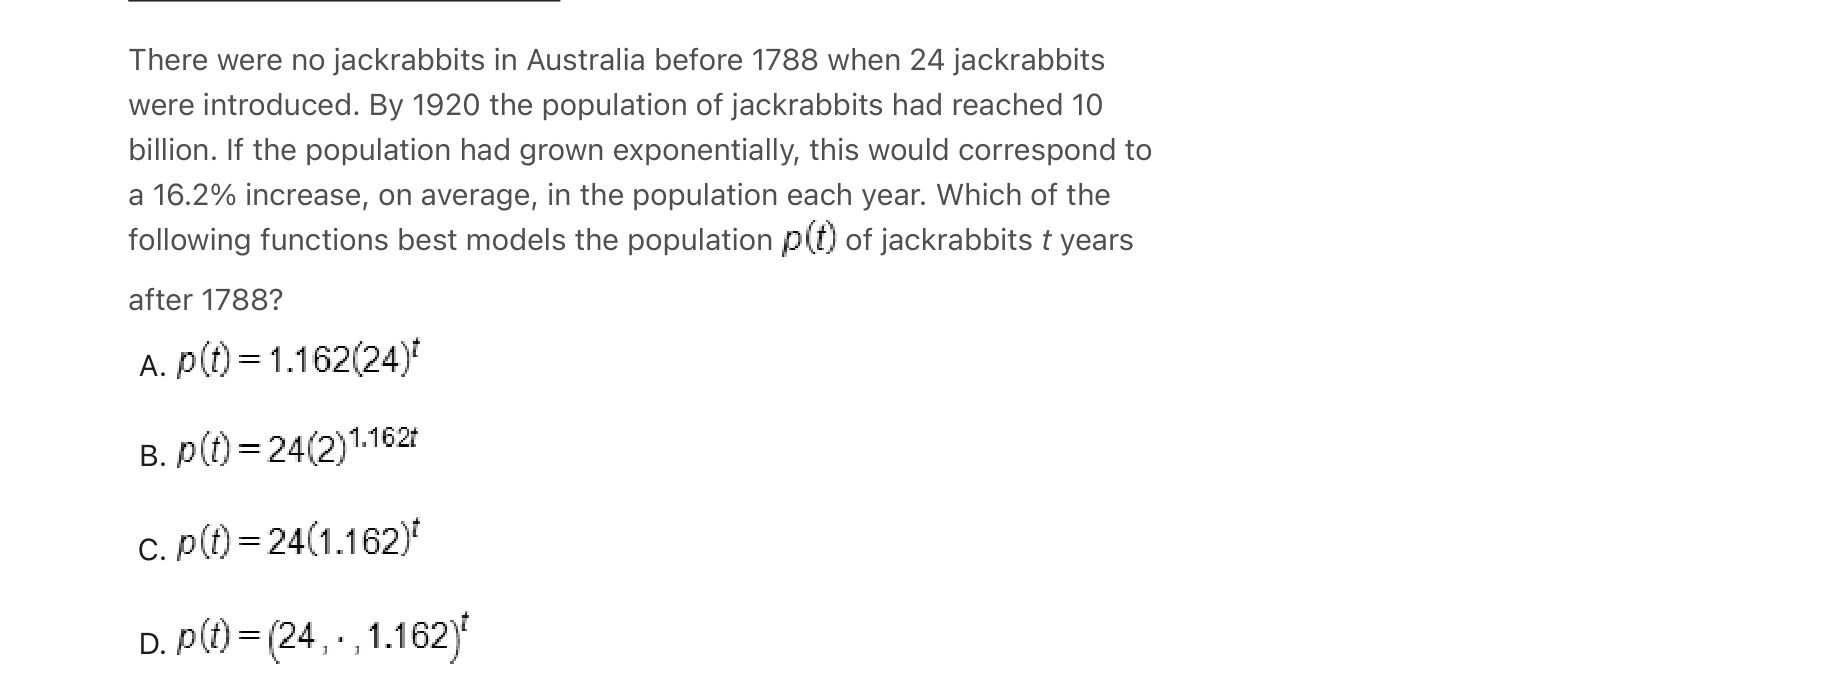 There were no jackrabbits in Australia before 1788 when 24 jackrabbits
were introduced. By 1920 the population of jackrabbits had reached 10
billion. If the population had grown exponentially, this would correspond to
a 16.2% increase, on average, in the population each year. Which of the
following functions best models the population p(t) of jackrabbits t years
after 1788?
A. p(t) = 1.162(24)^t
B. p(t) = 24(2)^1.162t
C. p(t) = 24(1.162)^t
D. p(t) = (24 , · , 1.162)^t